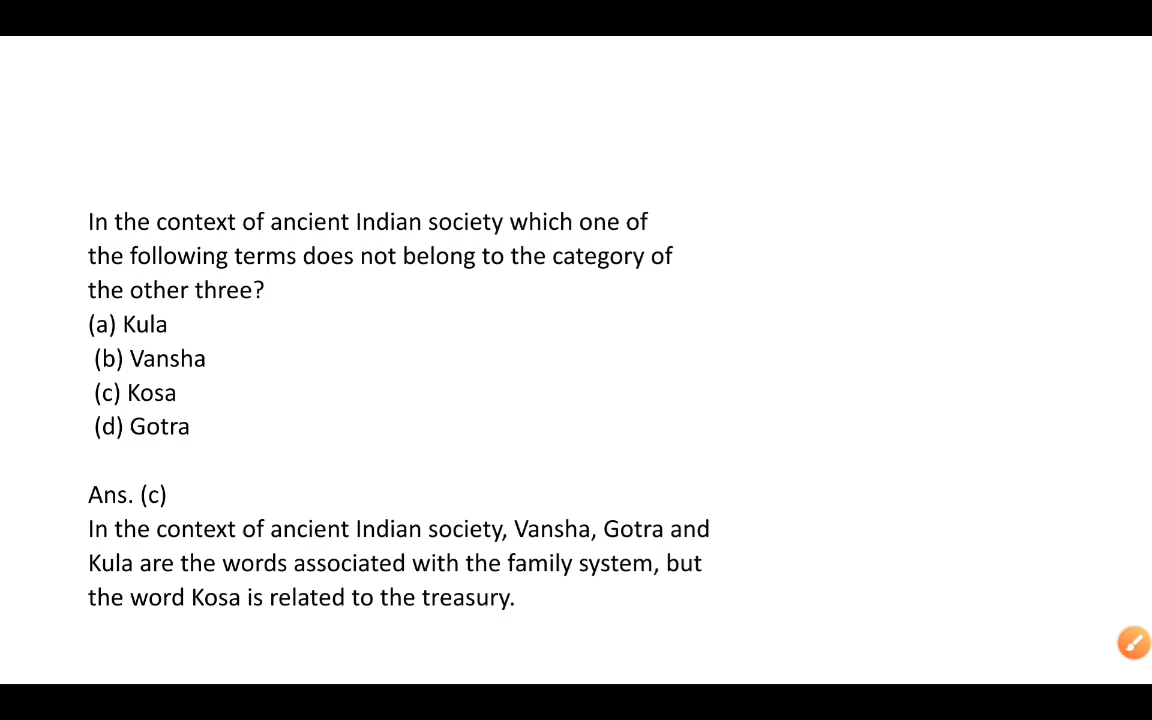 In the context of ancient Indian society which one of
the following terms does not belong to the category of
the other three?
(a) Kula
(b) Vansha
(c) Kosa
(d) Gotra
Ans. (c)
In the context of ancient Indian society, Vansha, Gotra and
Kula are the words associated with the family system, but
the word Kosa is related to the treasury.